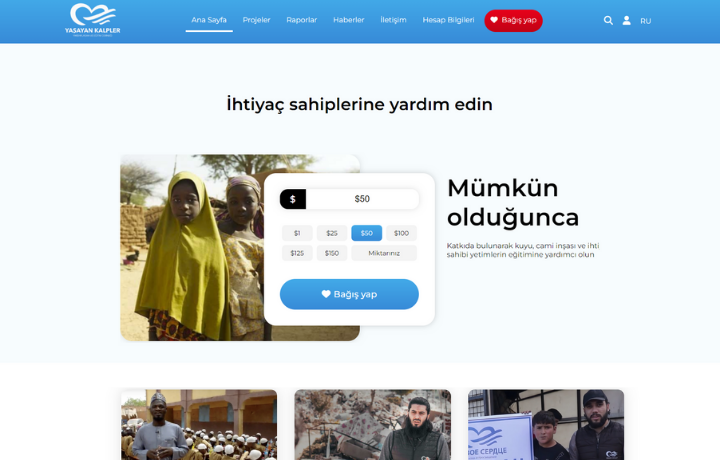 YAŞAYAN KALPLER
Ana Sayfa
Projeler
Raporlar
Haberler
İletişim
Hesap Bilgileri
Bağış yap
RU
İhtiyaç sahiplerine yardım edin
$ $50
$1 $25 $50 $100
$125 $150 Miktarınız
Bağış yap
Mümkün
olduğunca
Katkıda bulunarak kuyu, cami inşası ve ihti
sahibi yetimlerin eğitimine yardımcı olun
ОЕ СЕРДЦЕ